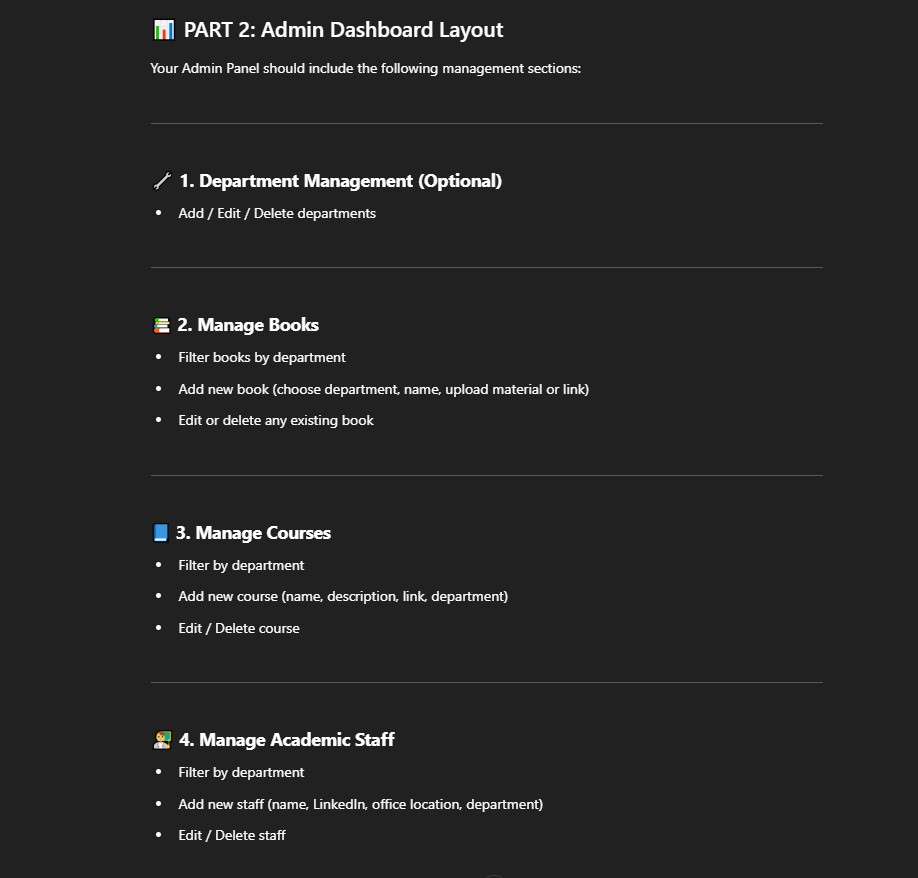 📊 PART 2: Admin Dashboard Layout
Your Admin Panel should include the following management sections:
🔧 1. Department Management (Optional)
• Add / Edit / Delete departments
📚 2. Manage Books
• Filter books by department
• Add new book (choose department, name, upload material or link)
• Edit or delete any existing book
📘 3. Manage Courses
• Filter by department
• Add new course (name, description, link, department)
• Edit / Delete course
👨‍🏫 4. Manage Academic Staff
• Filter by department
• Add new staff (name, LinkedIn, office location, department)
• Edit / Delete staff